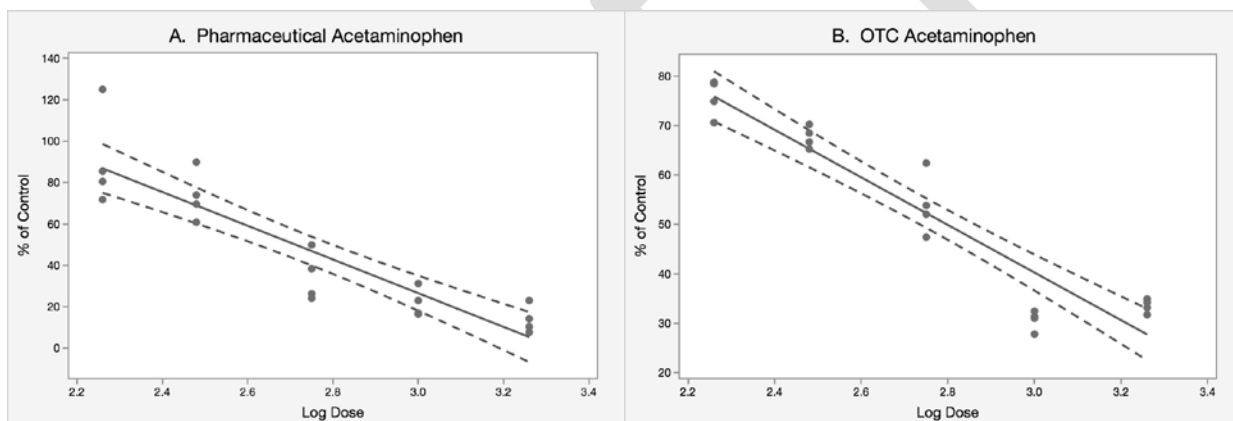 A. Pharmaceutical Acetaminophen
140
120
100
80
60
40
20
0
% of Control
2.2 2.4 2.6 2.8 3.0 3.2 3.4
Log Dose
B. OTC Acetaminophen
80
70
60
50
40
30
20
% of Control
2.2 2.4 2.6 2.8 3.0 3.2 3.4
Log Dose